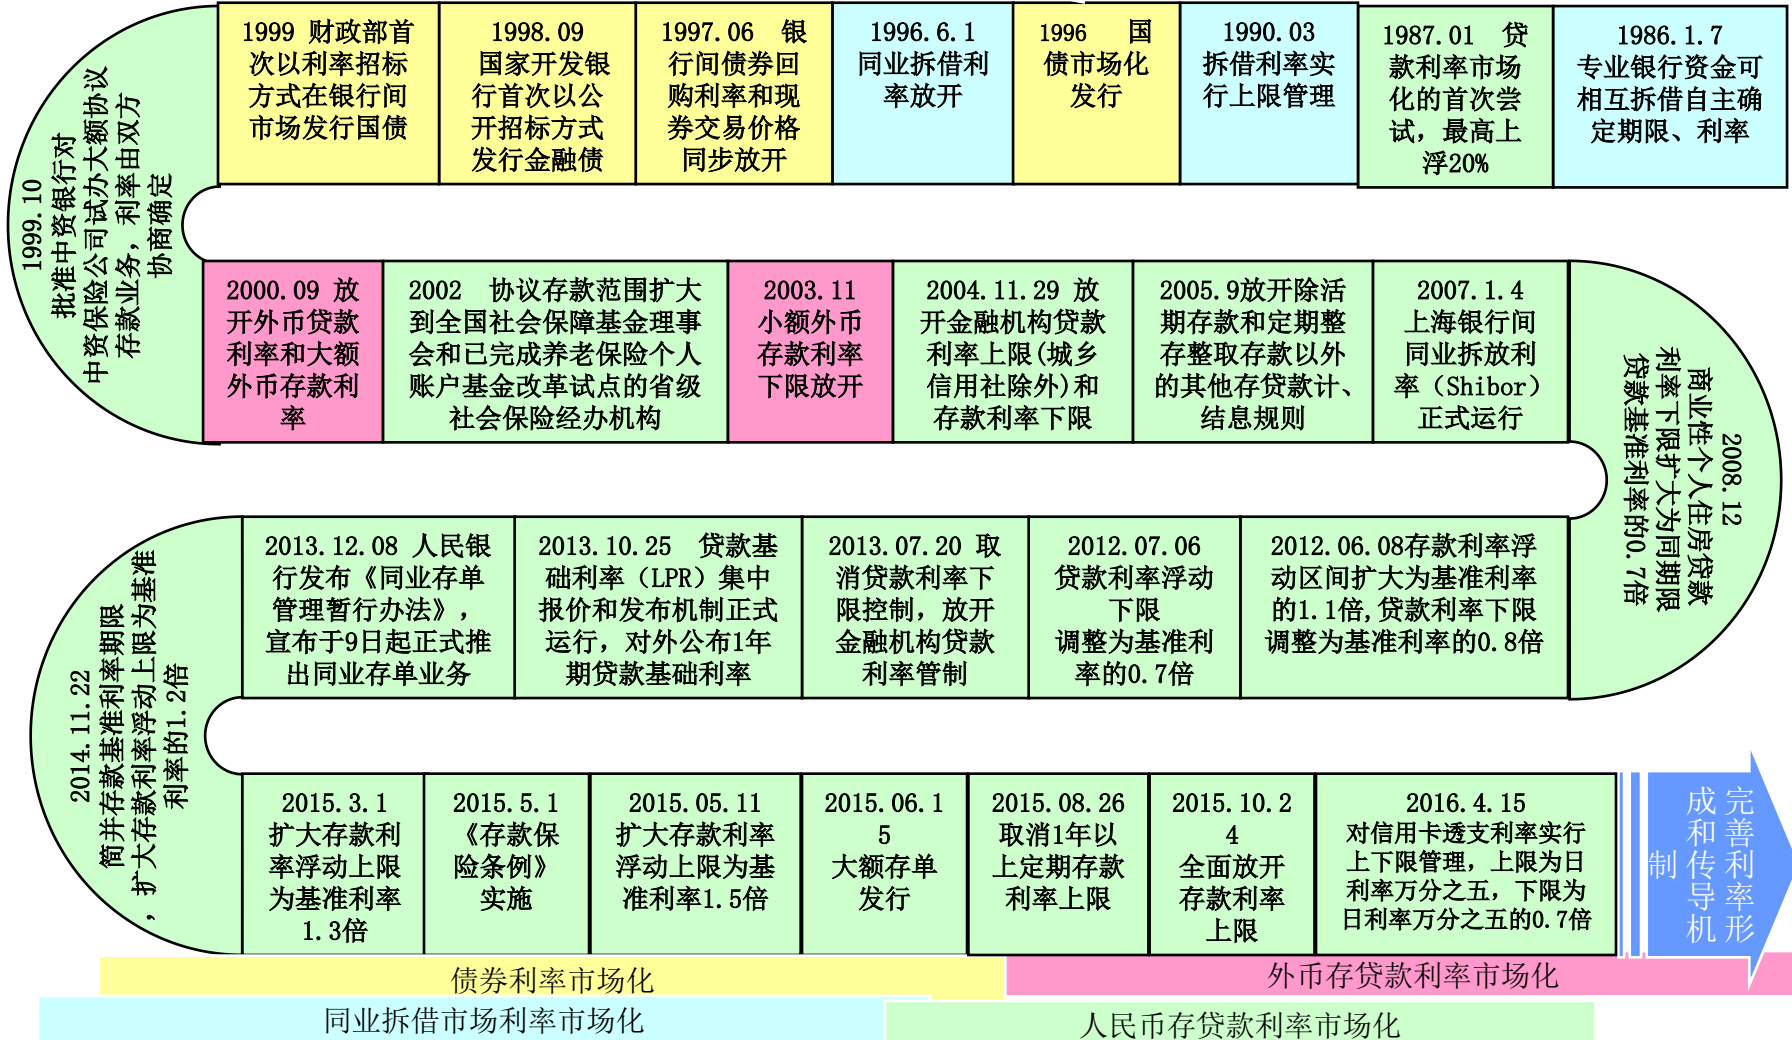 1999 财政部首
次以利率招标
方式在银行间
市场发行国债
1998.09
国家开发银
行首次以公
开招标方式
发行金融债
1997.06 银
行间债券回
购利率和现
券交易价格
同步放开
1996.6.1
同业拆借利
率放开
1996 国
债市场化
发行
1990.03
拆借利率实
行上限管理
1987.01 贷
款利率市场
化的首次尝
试，最高上
浮20%
1986.1.7
专业银行资金可
相互拆借自主确
定期限、利率
1999.10
批准中资银行对
中资保险公司试办大额协议
存款业务，利率由双方
协商确定
2000.09 放
开外币贷款
利率和大额
外币存款利
率
2002 协议存款范围扩大
到全国社会保障基金理事
会和已完成养老保险个人
账户基金改革试点的省级
社会保险经办机构
2003.11
小额外币
存款利率
下限放开
2004.11.29 放
开金融机构贷款
利率上限(城乡
信用社除外)和
存款利率下限
2005.9放开除活
期存款和定期整
存整取存款以外
的其他存贷款计、
结息规则
2007.1.4
上海银行间
同业拆放利
率（Shibor）
正式运行
2008.12
商业性个人住房贷款
利率下限扩大为同期限
贷款基准利率的0.7倍
2013.12.08 人民银
行发布《同业存单
管理暂行办法》，
宣布于9日起正式推
出同业存单业务
2013.10.25 贷款基
础利率（LPR）集中
报价和发布机制正式
运行，对外公布1年
期贷款基础利率
2013.07.20 取
消贷款利率下
限控制，放开
金融机构贷款
利率管制
2012.07.06
贷款利率浮动
下限
调整为基准利
率的0.7倍
2012.06.08存款利率浮
动区间扩大为基准利率
的1.1倍,贷款利率下限
调整为基准利率的0.8倍
2014.11.22
简并存款基准利率期限
，扩大存款利率浮动上限为基准
利率的1.2倍
2015.3.1
扩大存款利
率浮动上限
为基准利率
1.3倍
2015.5.1
《存款保
险条例》
实施
2015.05.11
扩大存款利率
浮动上限为基
准利率1.5倍
2015.06.1
5
大额存单
发行
2015.08.26
取消1年以
上定期存款
利率上限
2015.10.2
4
全面放开
存款利率
上限
2016.4.15
对信用卡透支利率实行
上下限管理，上限为日
利率万分之五，下限为
日利率万分之五的0.7倍
完善利率形
成和传导机
制
债券利率市场化
外币存贷款利率市场化
同业拆借市场利率市场化
人民币存贷款利率市场化